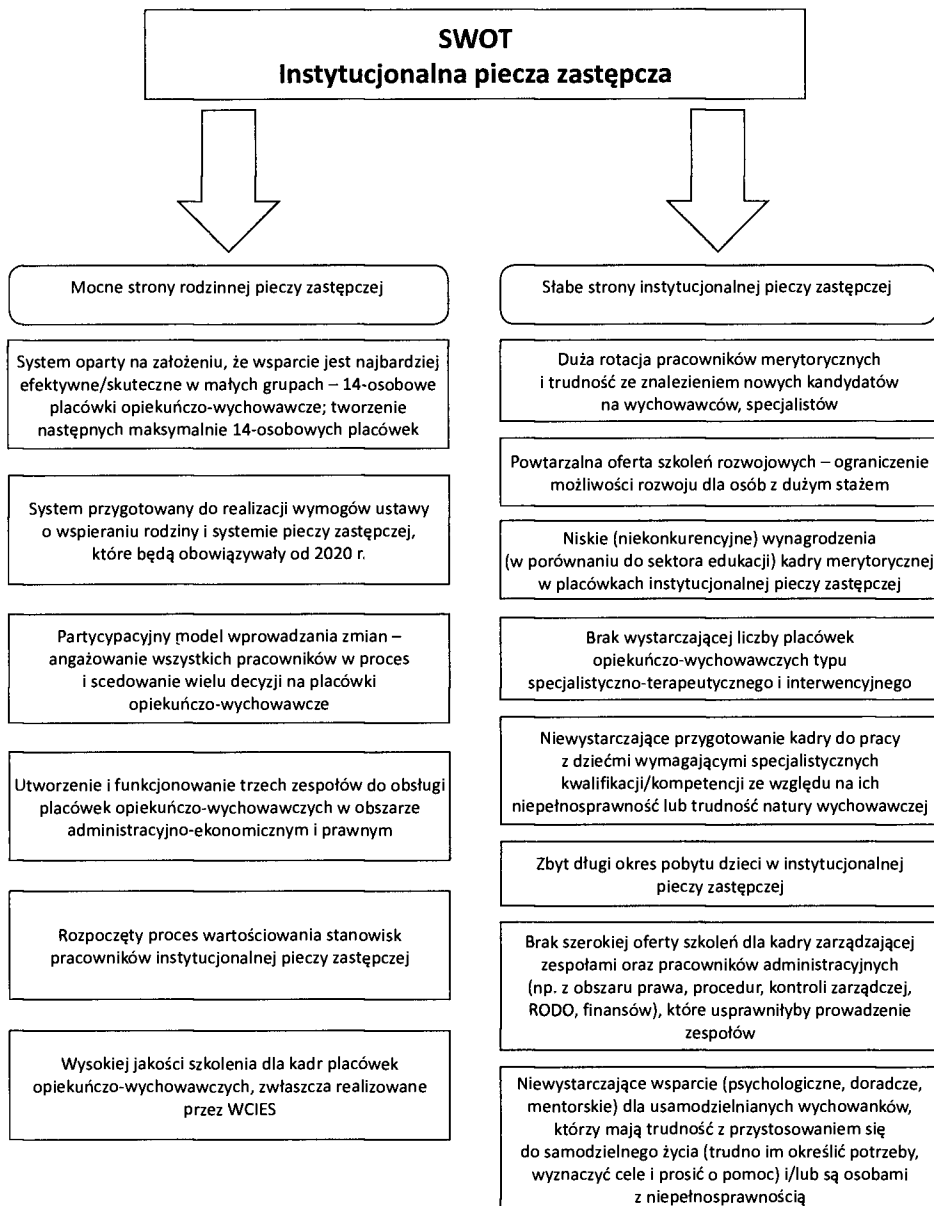 SWOT
Instytucjonalna piecza zastępcza
Mocne strony rodzinnej pieczy zastępczej
System oparty na założeniu, że wsparcie jest najbardziej
efektywne/skuteczne w małych grupach – 14-osobowe
placówki opiekuńczo-wychowawcze; tworzenie
następnych maksymalnie 14-osobowych placówek
System przygotowany do realizacji wymogów ustawy
o wspieraniu rodziny i systemie pieczy zastępczej,
które będą obowiązywały od 2020 r.
Partycypacyjny model wprowadzania zmian –
angażowanie wszystkich pracowników w proces
i scedowanie wielu decyzji na placówki
opiekuńczo-wychowawcze
Utworzenie i funkcjonowanie trzech zespołów do obsługi
placówek opiekuńczo-wychowawczych w obszarze
administracyjno-ekonomicznym i prawnym
Rozpoczęty proces wartościowania stanowisk
pracowników instytucjonalnej pieczy zastępczej
Wysokiej jakości szkolenia dla kadr placówek
opiekuńczo-wychowawczych, zwłaszcza realizowane
przez WCIES
Słabe strony instytucjonalnej pieczy zastępczej
Duża rotacja pracowników merytorycznych
i trudność ze znalezieniem nowych kandydatów
na wychowawców, specjalistów
Powtarzalna oferta szkoleń rozwojowych – ograniczenie
możliwości rozwoju dla osób z dużym stażem
Niskie (niekonkurencyjne) wynagrodzenia
(w porównaniu do sektora edukacji) kadry merytorycznej
w placówkach instytucjonalnej pieczy zastępczej
Brak wystarczającej liczby placówek
opiekuńczo-wychowawczych typu
specjalistyczno-terapeutycznego i interwencyjnego
Niewystarczające przygotowanie kadry do pracy
z dziećmi wymagającymi specjalistycznych
kwalifikacji/kompetencji ze względu na ich
niepełnosprawność lub trudność natury wychowawczej
Zbyt długi okres pobytu dzieci w instytucjonalnej
pieczy zastępczej
Brak szerokiej oferty szkoleń dla kadry zarządzającej
zespołami oraz pracowników administracyjnych
(np. z obszaru prawa, procedur, kontroli zarządczej,
RODO, finansów), które usprawniłyby prowadzenie
zespołów
Niewystarczające wsparcie (psychologiczne, doradcze,
mentorskie) dla usamodzielnianych wychowanków,
którzy mają trudność z przystosowaniem się
do samodzielnego życia (trudno im określić potrzeby,
wyznaczyć cele i prosić o pomoc) i/lub są osobami
z niepełnosprawnością